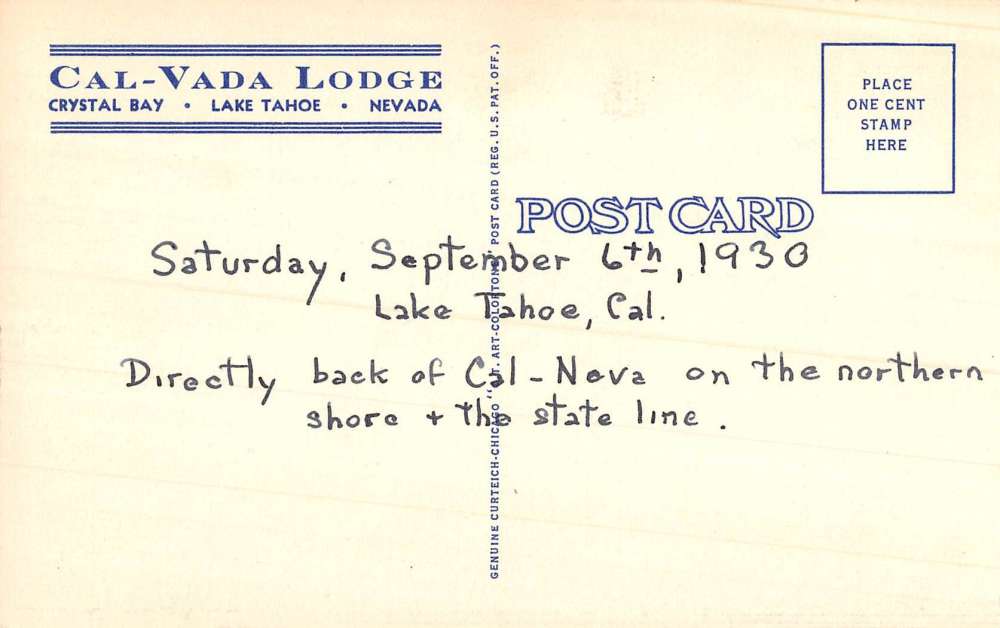 CAL-VADA LODGE
CRYSTAL BAY • LAKE TAHOE • NEVADA
PLACE
ONE CENT
STAMP
HERE
POST CARD
Saturday, September 6th, 1930
Lake Tahoe, Cal.
Directly back of Cal-Neva on the northern
shore + the state line.
GENUINE CURTEICH-CHICAGO "C.T. ART-COLORTONE" POST CARD (REG. U.S. PAT. OFF.)